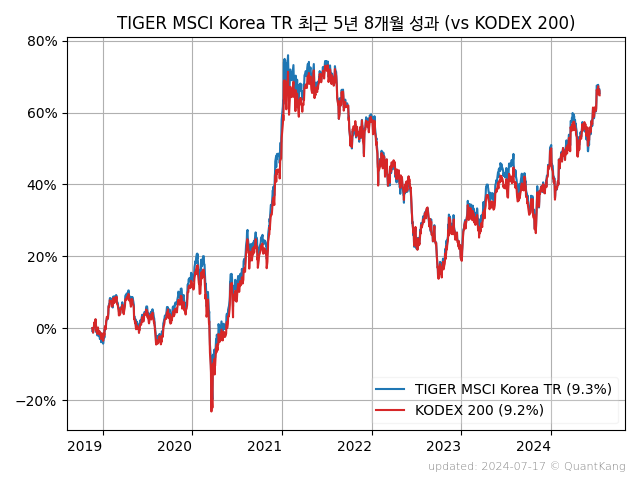 TIGER MSCI Korea TR 최근 5년 8개월 성과 (vs KODEX 200)
80%
60%
40%
20%
0%
−20%
2019 2020 2021 2022 2023 2024
TIGER MSCI Korea TR (9.3%)
KODEX 200 (9.2%)
updated: 2024-07-17 © QuantKang